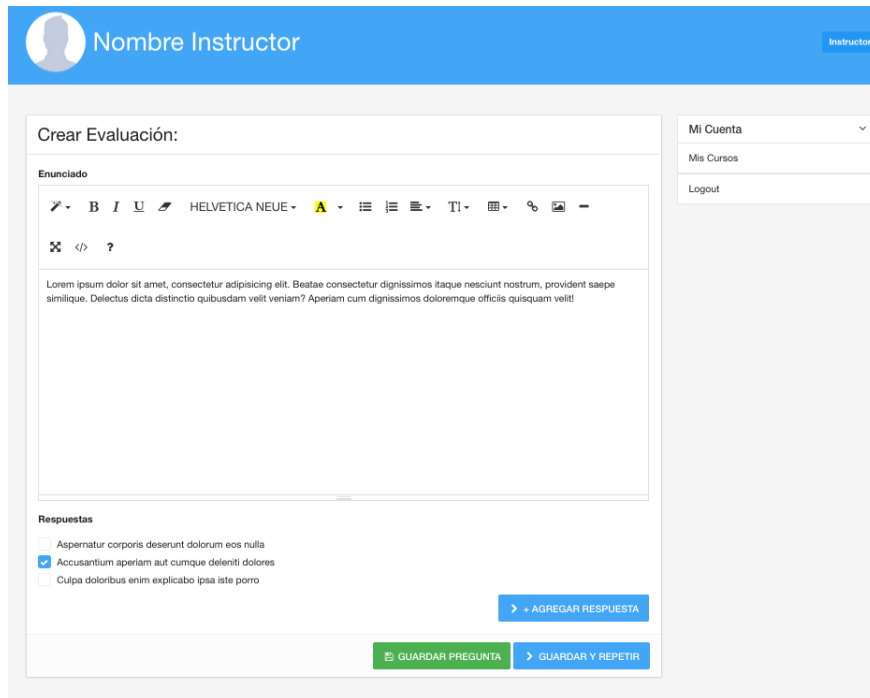 Nombre Instructor
Instructor
Crear Evaluación:
Enunciado
B I U HELVETICA NEUE A TI
</> ?
Lorem ipsum dolor sit amet, consectetur adipisicing elit. Beatae consectetur dignissimos itaque nesciunt nostrum, provident saepe
similique. Delectus dicta distinctio quibusdam velit veniam? Aperiam cum dignissimos doloremque officiis quisquam velit!
Respuestas
Aspernatur corporis deserunt dolorum eos nulla
Accusantium aperiam aut cumque deleniti dolores
Culpa doloribus enim explicabo ipsa iste porro
+ AGREGAR RESPUESTA
GUARDAR PREGUNTA
GUARDAR Y REPETIR
Mi Cuenta
Mis Cursos
Logout